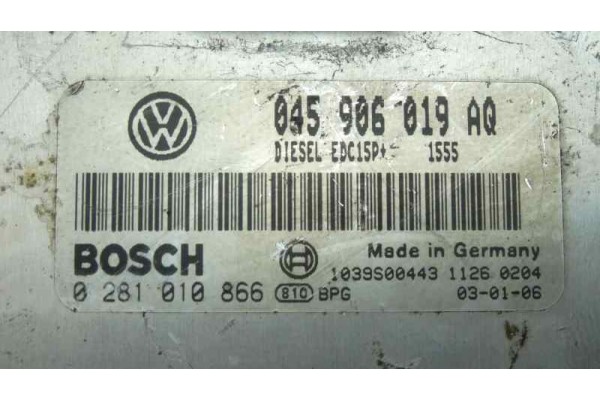 VW
045 906 019 AQ
DIESEL EDC15P+ 1555
BOSCH
Made in Germany
1039S00443 1126 0204
0 281 010 866 810 BPG 03-01-06